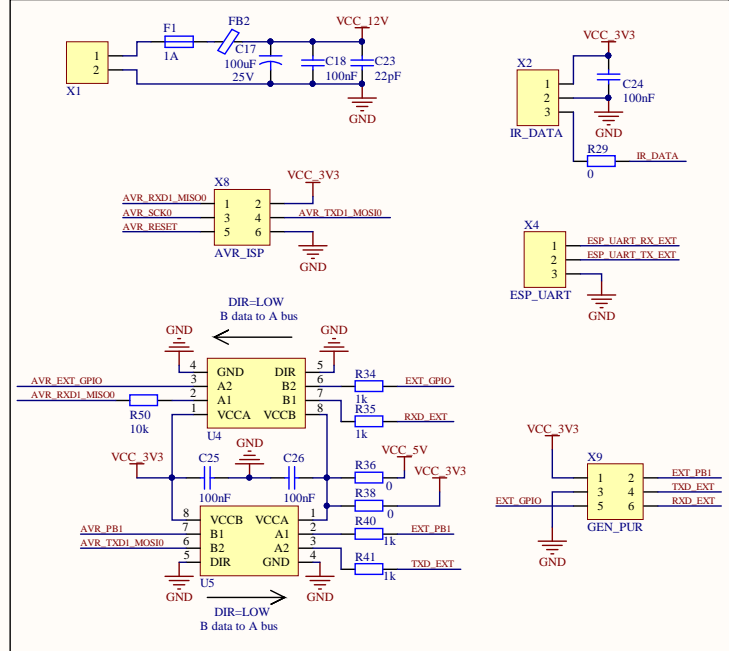 F1
1A
FB2
VCC_12V
C17
100uF
25V
C18
100nF
C23
22pF
GND
1
2
X1
VCC_3V3
X2
C24
100nF
1
2
3
IR_DATA
GND
R29
0
IR_DATA
X8
VCC_3V3
AVR_RXD1_MISO0
1 2
AVR_SCK0
3 4
AVR_TXD1_MOSI0
AVR_RESET
5 6
AVR_ISP
GND
X4
1
ESP_UART_RX_EXT
2
ESP_UART_TX_EXT
3
ESP_UART
GND
DIR=LOW
B data to A bus
GND
GND
4 GND DIR 5
AVR_EXT_GPIO
3 A2 B2 6
R34
1k
EXT_GPIO
AVR_RXD1_MISO0
R50
10k
2 A1 B1 7
R35
1k
RXD_EXT
1 VCCA VCCB 8
U4
GND
VCC_3V3
C25
100nF
C26
100nF
R36
0
VCC_5V
R38
0
VCC_3V3
8 VCCB VCCA 1
AVR_PB1
7 B1 A1 2
R40
1k
EXT_PB1
AVR_TXD1_MOSI0
6 B2 A2 3
R41
1k
TXD_EXT
5 DIR GND 4
GND
U5
GND
DIR=LOW
B data to A bus
VCC_3V3
X9
1 2
EXT_PB1
3 4
TXD_EXT
EXT_GPIO
5 6
RXD_EXT
GEN_PUR
GND